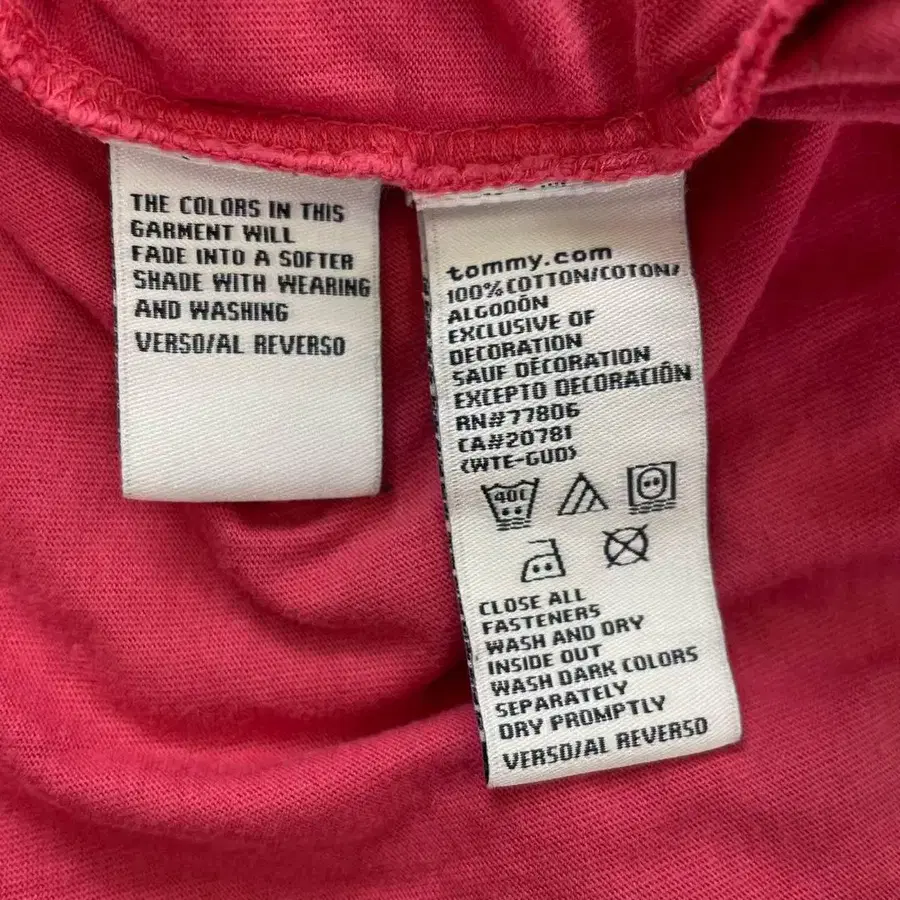 THE COLORS IN THIS
GARMENT WILL
FADE INTO A SOFTER
SHADE WITH WEARING
AND WASHING
VERSO/AL REVERSO
tommy.com
100% COTTON/COTON/
ALGODÓN
EXCLUSIVE OF
DECORATION
SAUF DÉCORATION
EXCEPTO DECORACIÓN
RN#77806
CA#20781
(WTE-GUD)
40C
CLOSE ALL
FASTENERS
WASH AND DRY
INSIDE OUT
WASH DARK COLORS
SEPARATELY
DRY PROMPTLY
VERSO/AL REVERSO